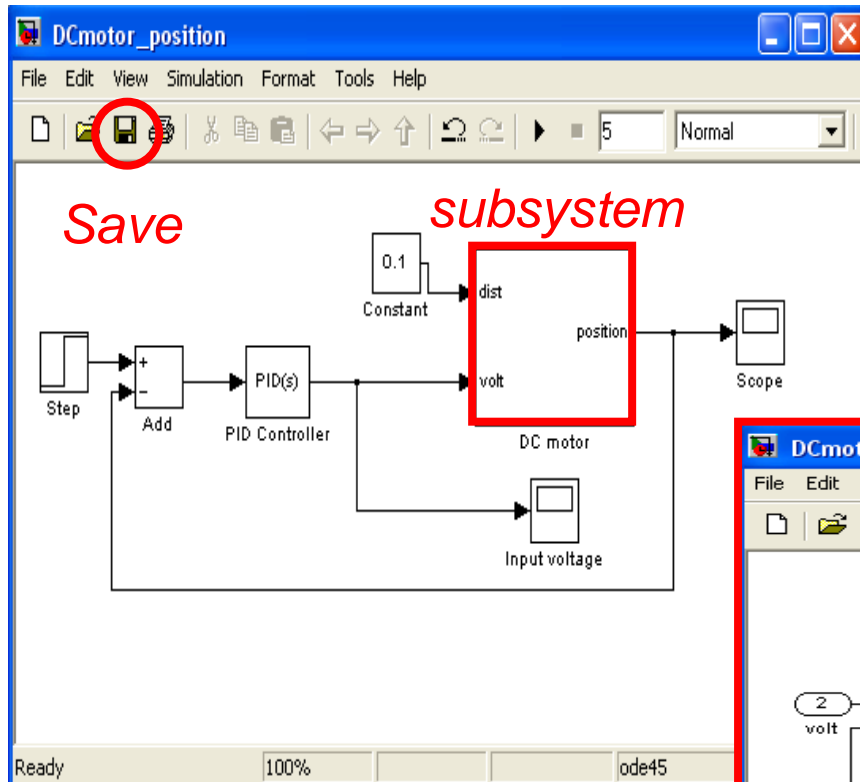 DCmotor_position
File Edit View Simulation Format Tools Help
5 Normal
Save
subsystem
0.1
Constant
dist
position
volt
DC motor
Scope
Step
+
−
Add
PID(s)
PID Controller
Input voltage
DCmot
File Edit
2
volt
Ready 100% ode45